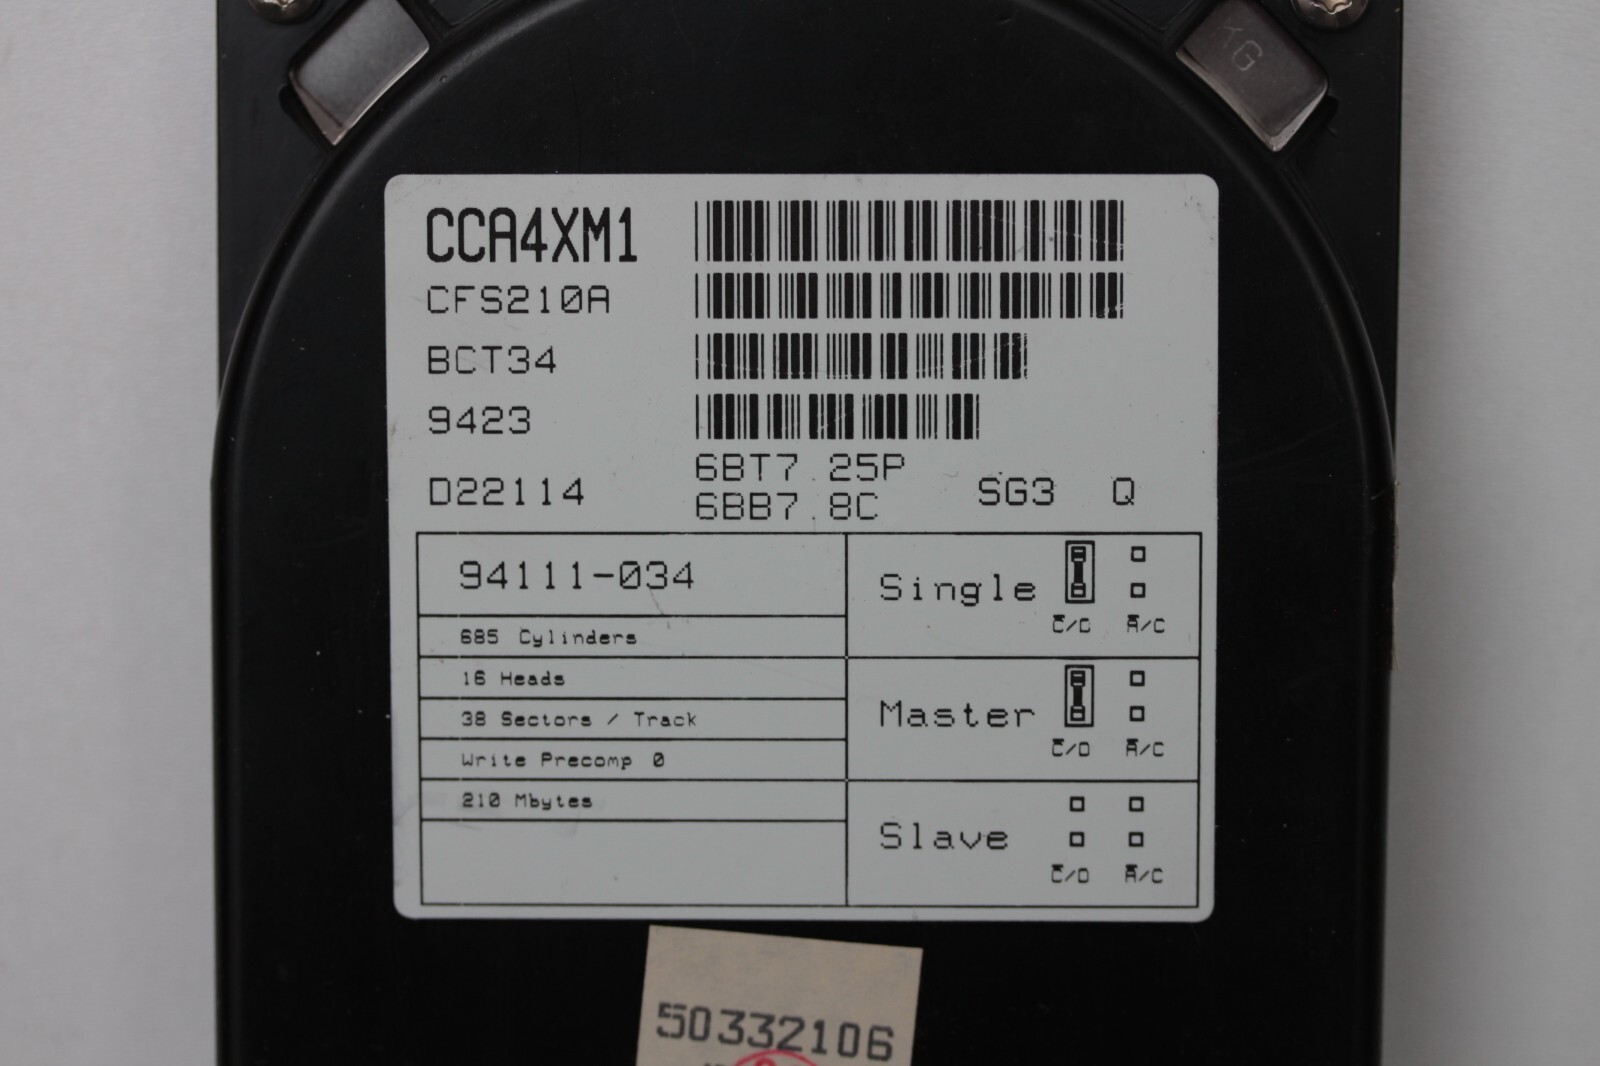 CCA4XM1
CFS210A
BCT34
9423
D22114 6BT7.25P 6BB7.8C SG3 Q
94111-034
685 Cylinders
16 Heads
38 Sectors / Track
Write Precomp 0
210 Mbytes
Single
C/D A/C
Master
C/D A/C
Slave
C/D A/C
50332106